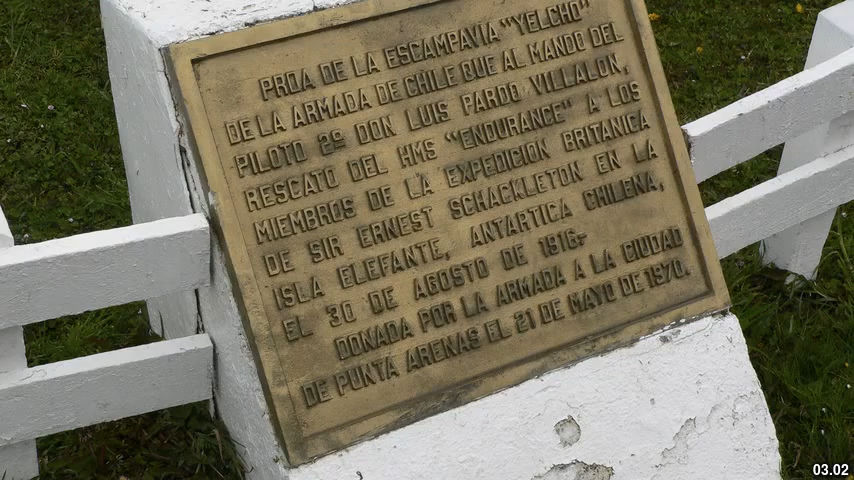 PROA DE LA ESCAMPAVIA "YELCHO"
DE LA ARMADA DE CHILE QUE AL MANDO DEL
PILOTO 2º DON LUIS PARDO VILLALON,
RESCATO DEL HMS "ENDURANCE" A LOS
MIEMBROS DE LA EXPEDICION BRITANICA
DE SIR ERNEST SCHACKLETON EN LA
ISLA ELEFANTE, ANTARTICA CHILENA,
EL 30 DE AGOSTO DE 1916.-
DONADA POR LA ARMADA A LA CIUDAD
DE PUNTA ARENAS EL 21 DE MAYO DE 1970.
03.02